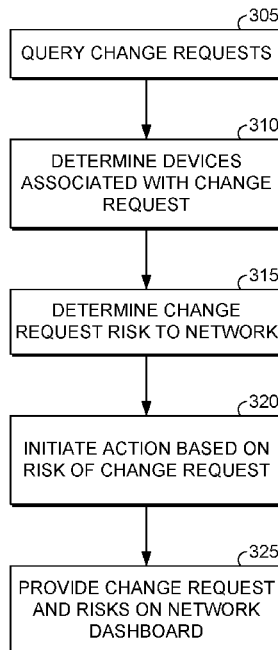 305
QUERY CHANGE REQUESTS
310
DETERMINE DEVICES
ASSOCIATED WITH CHANGE
REQUEST
315
DETERMINE CHANGE
REQUEST RISK TO NETWORK
320
INITIATE ACTION BASED ON
RISK OF CHANGE REQUEST
325
PROVIDE CHANGE REQUEST
AND RISKS ON NETWORK
DASHBOARD